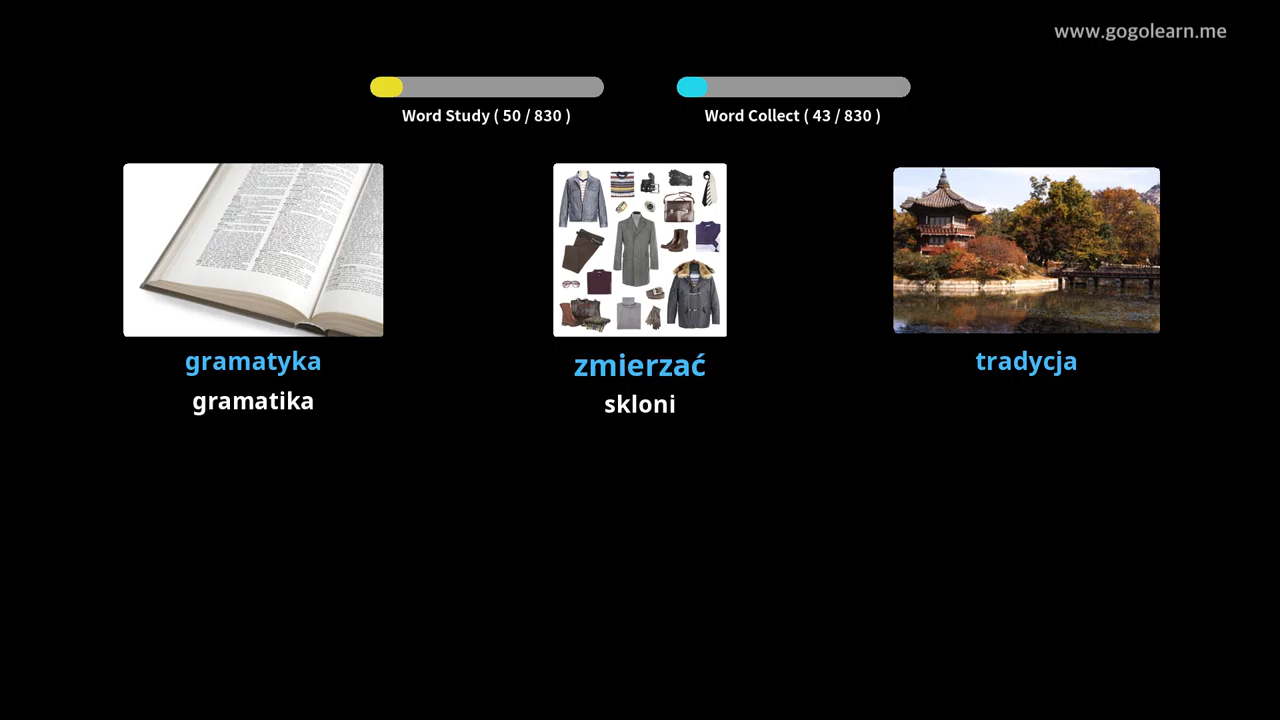 www.gogolearn.me
Word Study ( 50 / 830 )
Word Collect ( 43 / 830 )
gramatyka
zmierzać
tradycja
gramatika
skloni